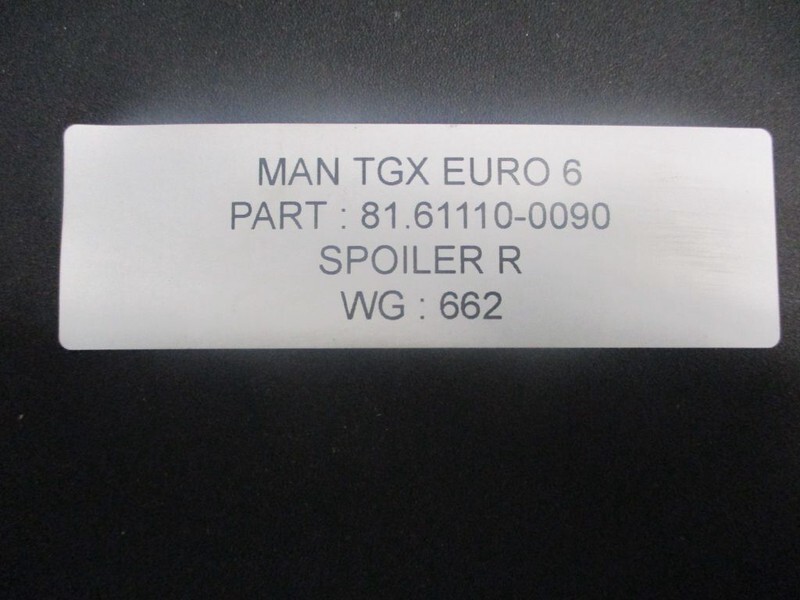 MAN TGX EURO 6
PART : 81.61110-0090
SPOILER R
WG : 662